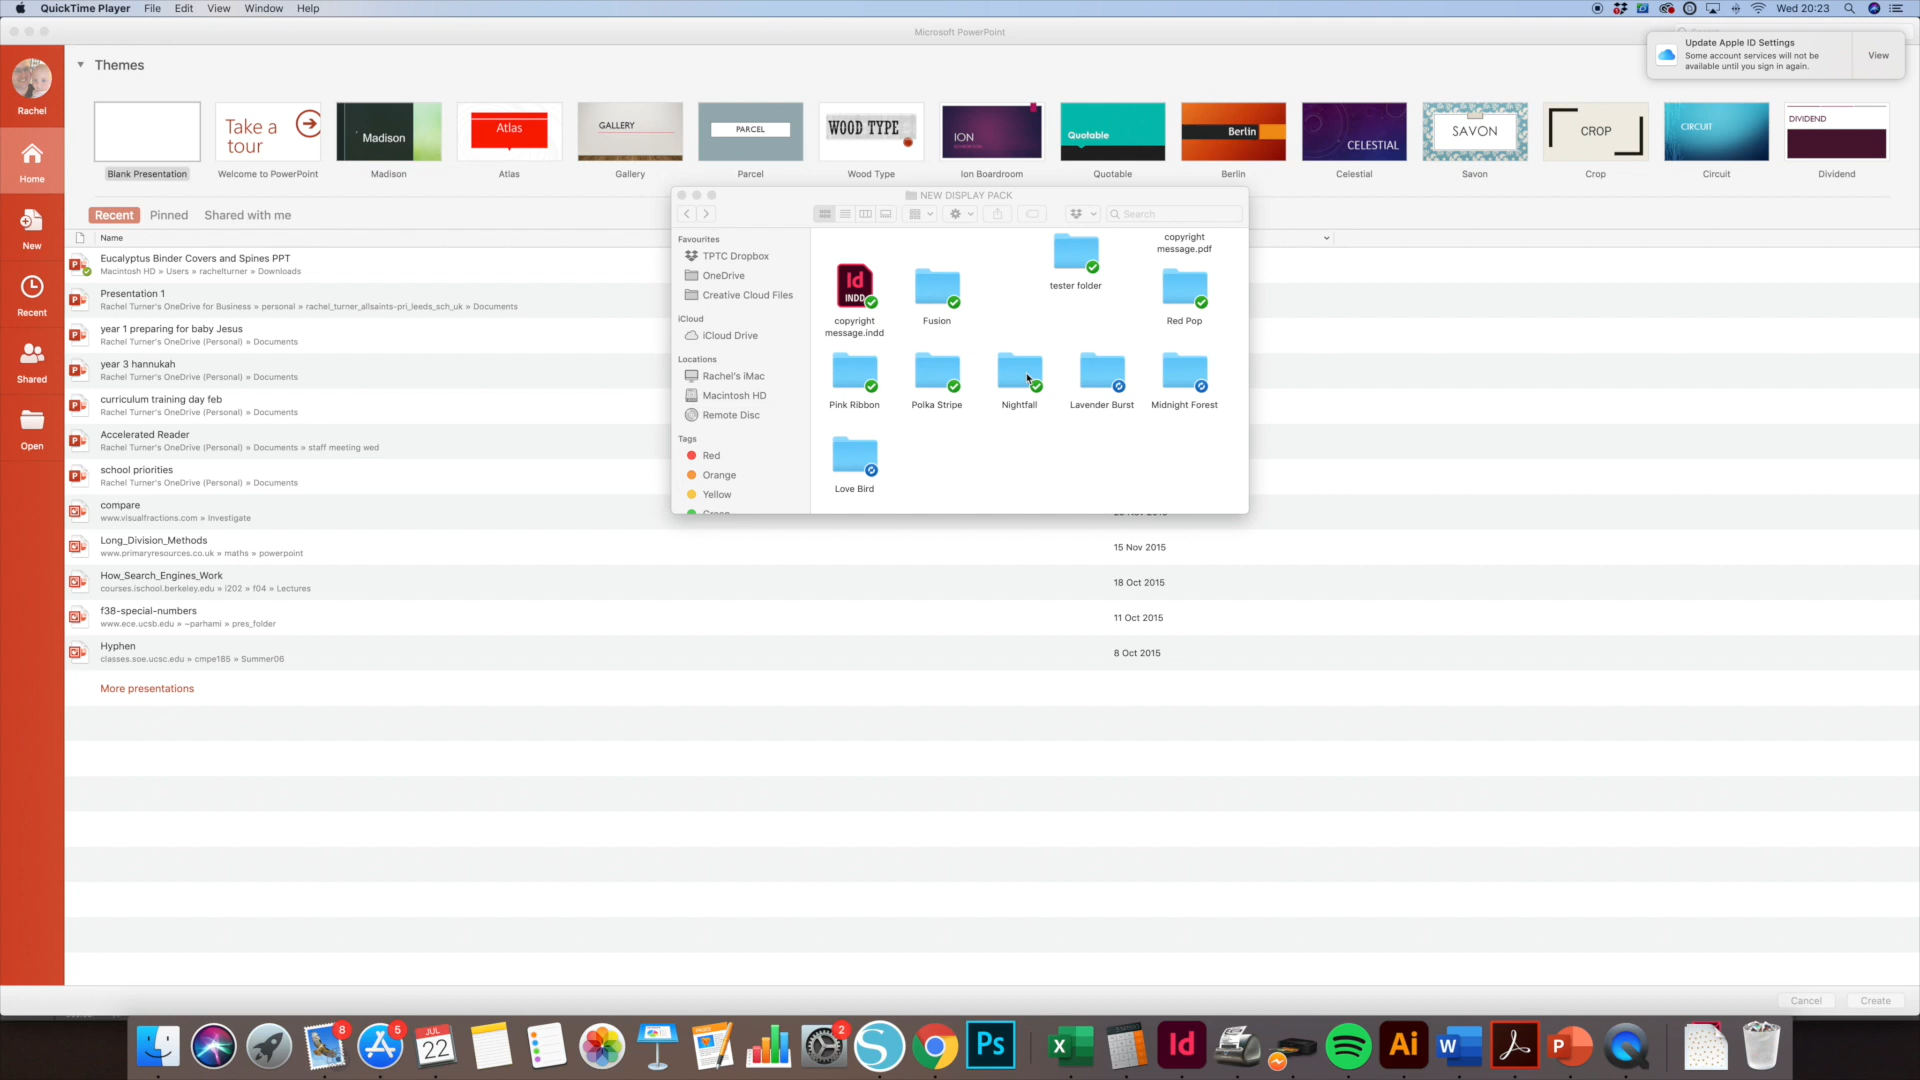 QuickTime Player File Edit View Window Help
Wed 20:23
Microsoft PowerPoint
Update Apple ID Settings
Some account services will not be
available until you sign in again.
View
Rachel
Home
New
Recent
Shared
Open
Themes
Take a
tour
Madison
Atlas
GALLERY
PARCEL
WOOD TYPE
ION
Quotable
Berlin
CELESTIAL
SAVON
CROP
CIRCUIT
DIVIDEND
Blank Presentation
Welcome to PowerPoint
Madison
Atlas
Gallery
Parcel
Wood Type
Ion Boardroom
Quotable
Berlin
Celestial
Savon
Crop
Circuit
Dividend
Recent Pinned Shared with me
Name
Eucalyptus Binder Covers and Spines PPT
Macintosh HD » Users » rachelturner » Downloads
Presentation 1
Rachel Turner's OneDrive for Business » personal » rachel_turner_allsaints-pri_leeds_sch_uk » Documents
year 1 preparing for baby Jesus
Rachel Turner's OneDrive (Personal) » Documents
year 3 hannukah
Rachel Turner's OneDrive (Personal) » Documents
curriculum training day feb
Rachel Turner's OneDrive (Personal) » Documents
Accelerated Reader
Rachel Turner's OneDrive (Personal) » Documents » staff meeting wed
school priorities
Rachel Turner's OneDrive (Personal) » Documents
compare
www.visualfractions.com » Investigate
Long_Division_Methods
www.primaryresources.co.uk » maths » powerpoint
15 Nov 2015
How_Search_Engines_Work
courses.ischool.berkeley.edu » i202 » f04 » Lectures
18 Oct 2015
f38-special-numbers
www.ece.ucsb.edu » ~parhami » pres_folder
11 Oct 2015
Hyphen
classes.soe.ucsc.edu » cmpe185 » Summer06
8 Oct 2015
More presentations
NEW DISPLAY PACK
Search
Favourites
TPTC Dropbox
OneDrive
Creative Cloud Files
iCloud
iCloud Drive
Locations
Rachel's iMac
Macintosh HD
Remote Disc
Tags
Red
Orange
Yellow
Green
copyright
message.pdf
tester folder
Id
INDD
copyright
message.indd
Fusion
Red Pop
Pink Ribbon
Polka Stripe
Nightfall
Lavender Burst
Midnight Forest
Love Bird
Cancel
Create
8
5
JUL
22
PAGES
2
S
Ps
X
Id
Ai
W
P